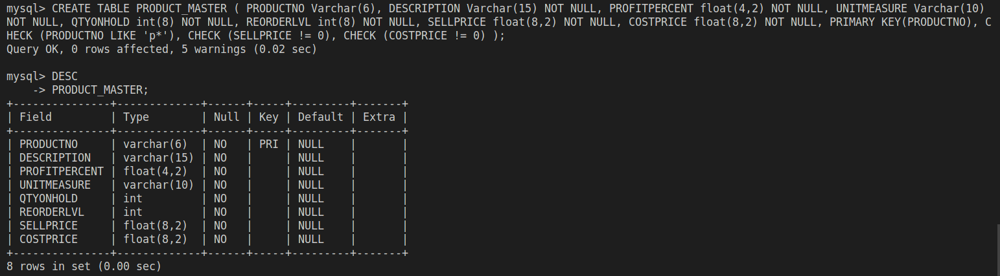 mysql> CREATE TABLE PRODUCT_MASTER ( PRODUCTNO Varchar(6), DESCRIPTION Varchar(15) NOT NULL, PROFITPERCENT float(4,2) NOT NULL, UNITMEASURE Varchar(10)
NOT NULL, QTYONHOLD int(8) NOT NULL, REORDERLVL int(8) NOT NULL, SELLPRICE float(8,2) NOT NULL, COSTPRICE float(8,2) NOT NULL, PRIMARY KEY(PRODUCTNO), C
HECK (PRODUCTNO LIKE 'p*'), CHECK (SELLPRICE != 0), CHECK (COSTPRICE != 0) );
Query OK, 0 rows affected, 5 warnings (0.02 sec)

mysql> DESC
    -> PRODUCT_MASTER;
+---------------+-------------+------+-----+---------+-------+
| Field         | Type        | Null | Key | Default | Extra |
+---------------+-------------+------+-----+---------+-------+
| PRODUCTNO     | varchar(6)  | NO   | PRI | NULL    |       |
| DESCRIPTION   | varchar(15) | NO   |     | NULL    |       |
| PROFITPERCENT | float(4,2)  | NO   |     | NULL    |       |
| UNITMEASURE   | varchar(10) | NO   |     | NULL    |       |
| QTYONHOLD     | int         | NO   |     | NULL    |       |
| REORDERLVL    | int         | NO   |     | NULL    |       |
| SELLPRICE     | float(8,2)  | NO   |     | NULL    |       |
| COSTPRICE     | float(8,2)  | NO   |     | NULL    |       |
+---------------+-------------+------+-----+---------+-------+
8 rows in set (0.00 sec)